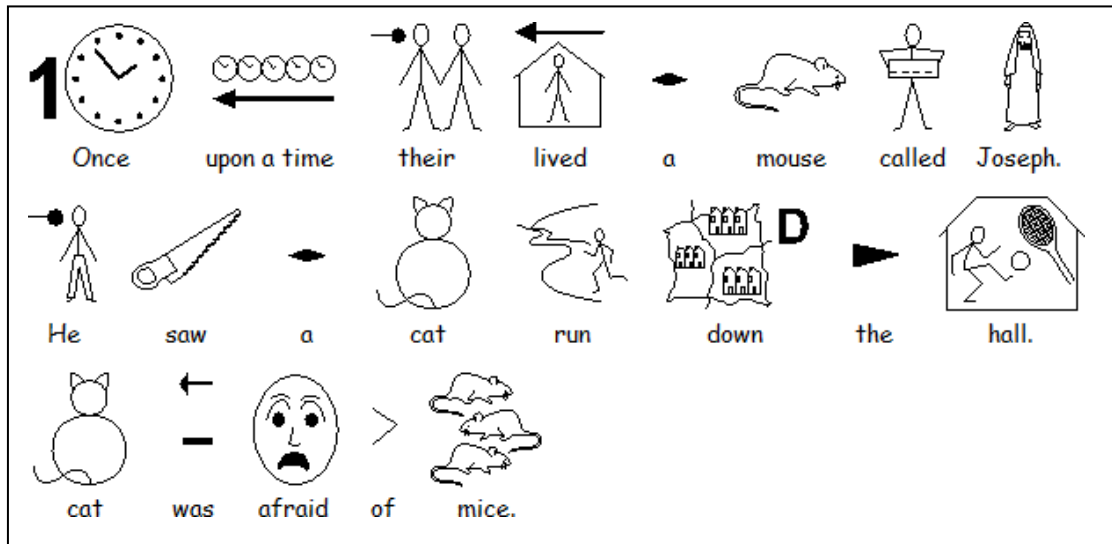 1
Once upon a time their lived a mouse called Joseph.
D
He saw a cat run down the hall.
cat was afraid of mice.